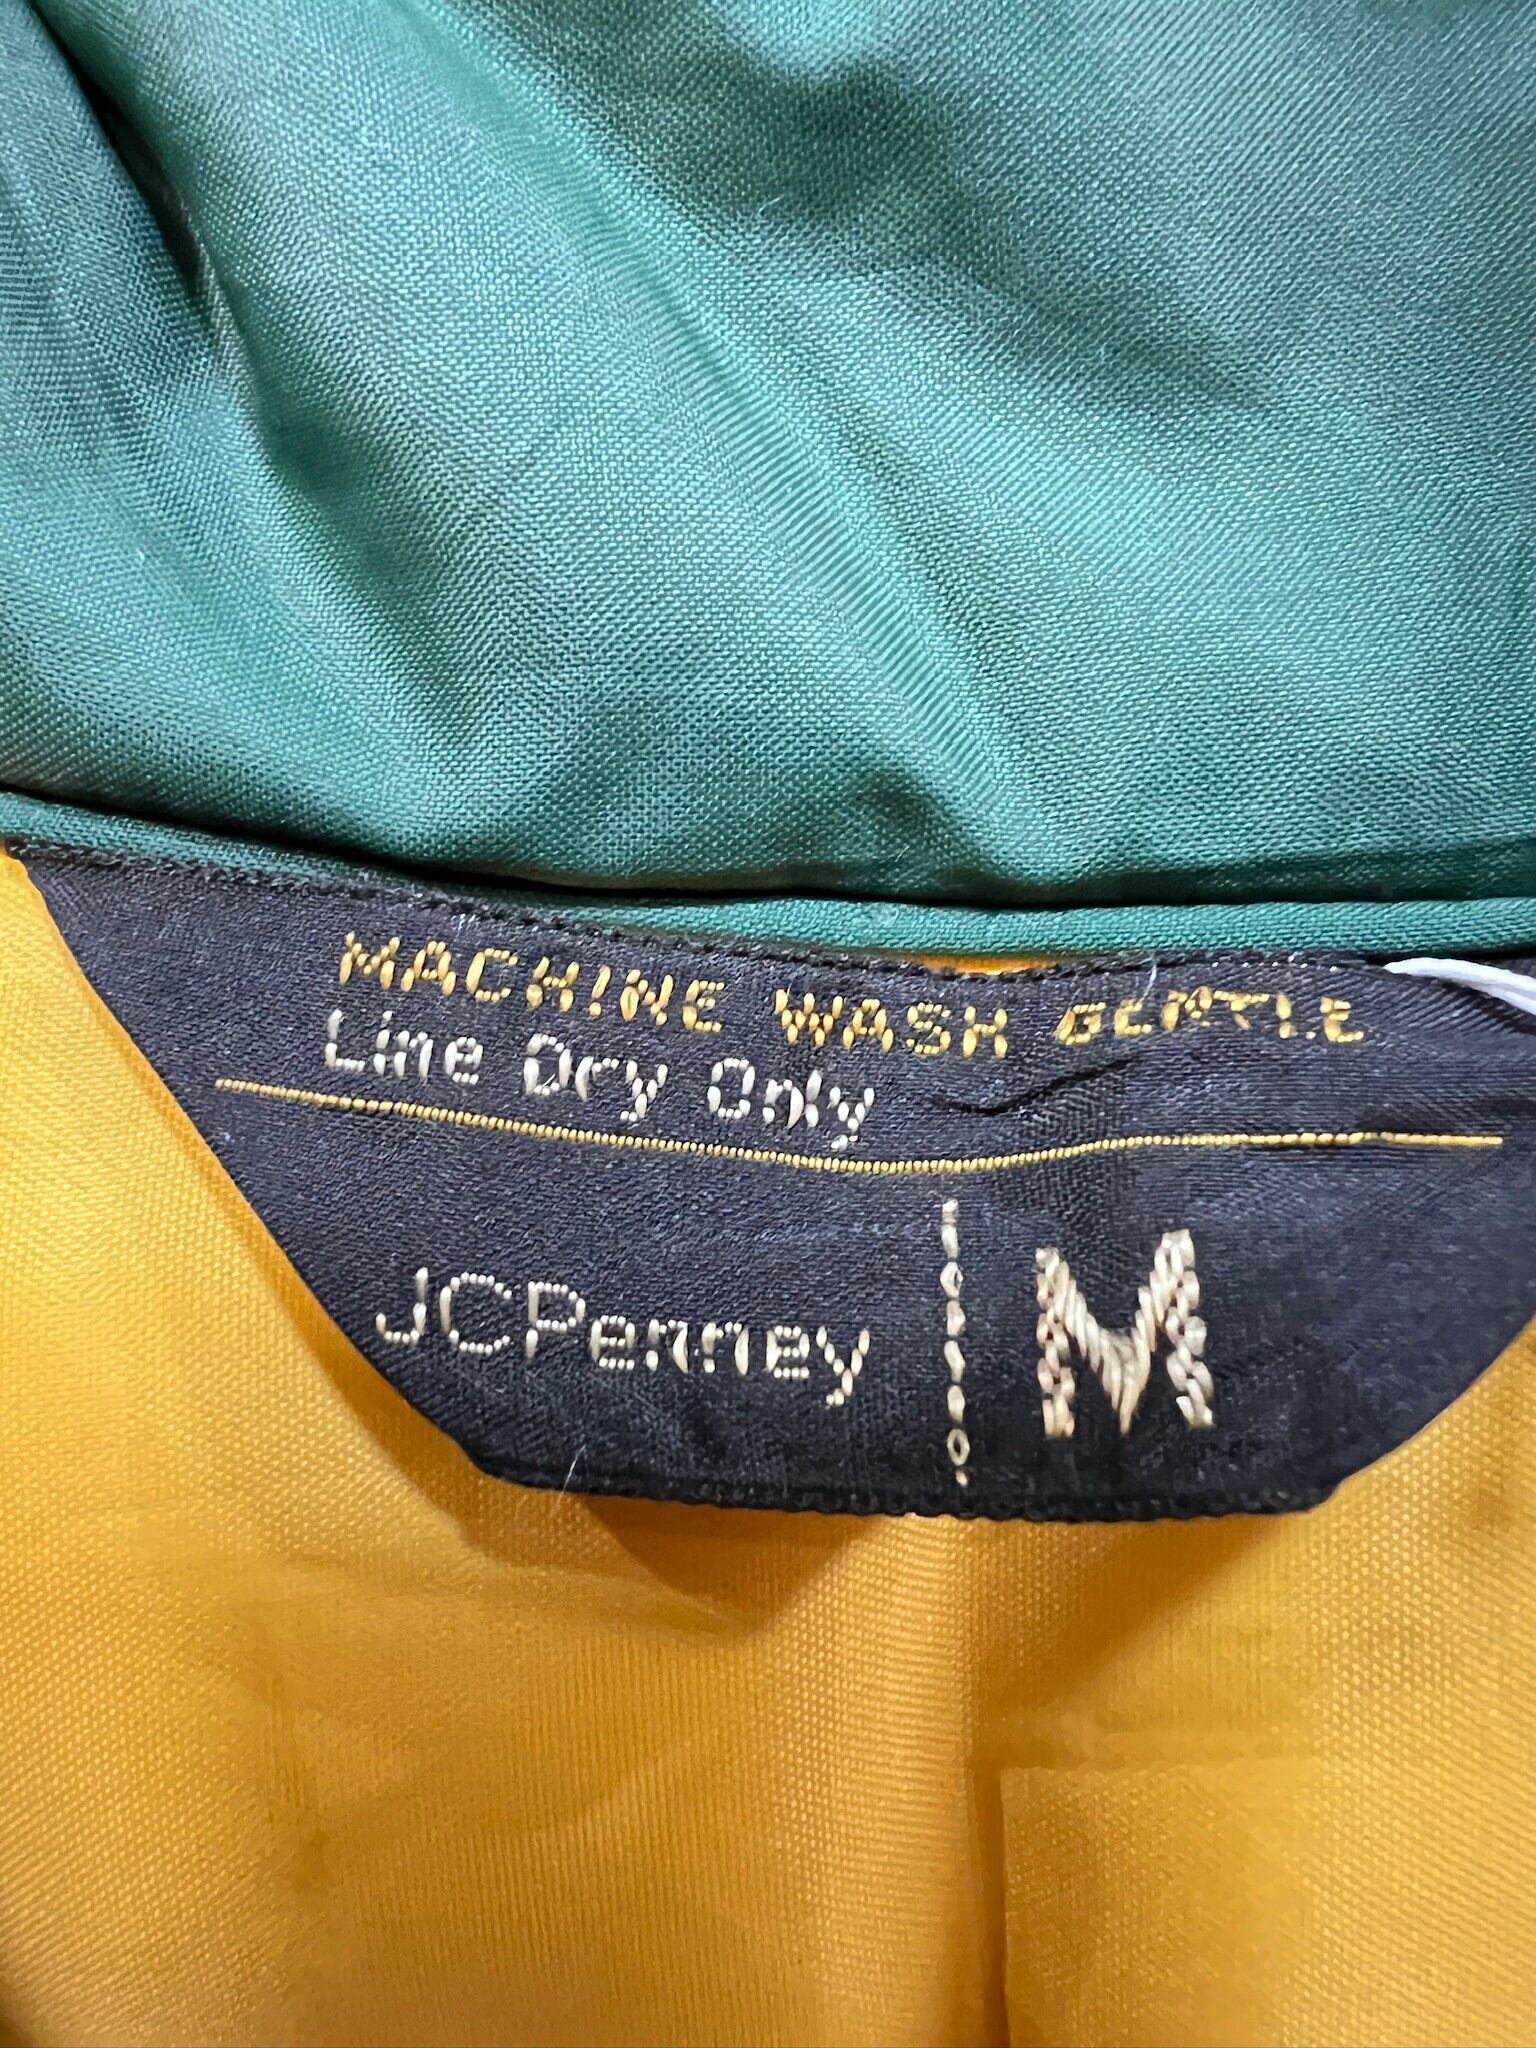 MACHINE WASH GENTLE
Line Dry Only
JCPenney M